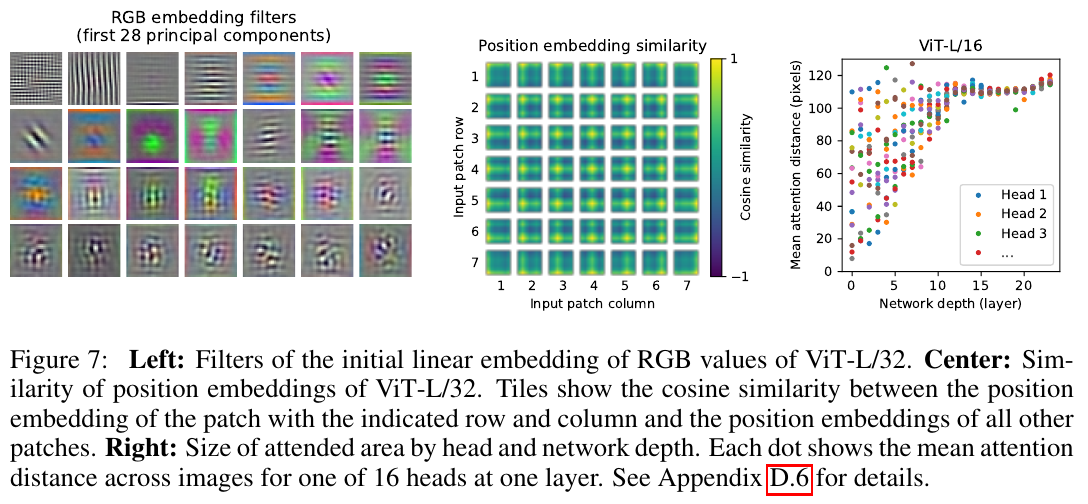 RGB embedding filters
(first 28 principal components)
Position embedding similarity
1
2
3
4
5
6
7
Input patch row
1 2 3 4 5 6 7
Input patch column
1
−1
Cosine similarity
ViT-L/16
120
100
80
60
40
20
0
Mean attention distance (pixels)
Head 1
Head 2
Head 3
...
0 5 10 15 20
Network depth (layer)
Figure 7: Left: Filters of the initial linear embedding of RGB values of ViT-L/32. Center: Sim-
ilarity of position embeddings of ViT-L/32. Tiles show the cosine similarity between the position
embedding of the patch with the indicated row and column and the position embeddings of all other
patches. Right: Size of attended area by head and network depth. Each dot shows the mean attention
distance across images for one of 16 heads at one layer. See Appendix D.6 for details.